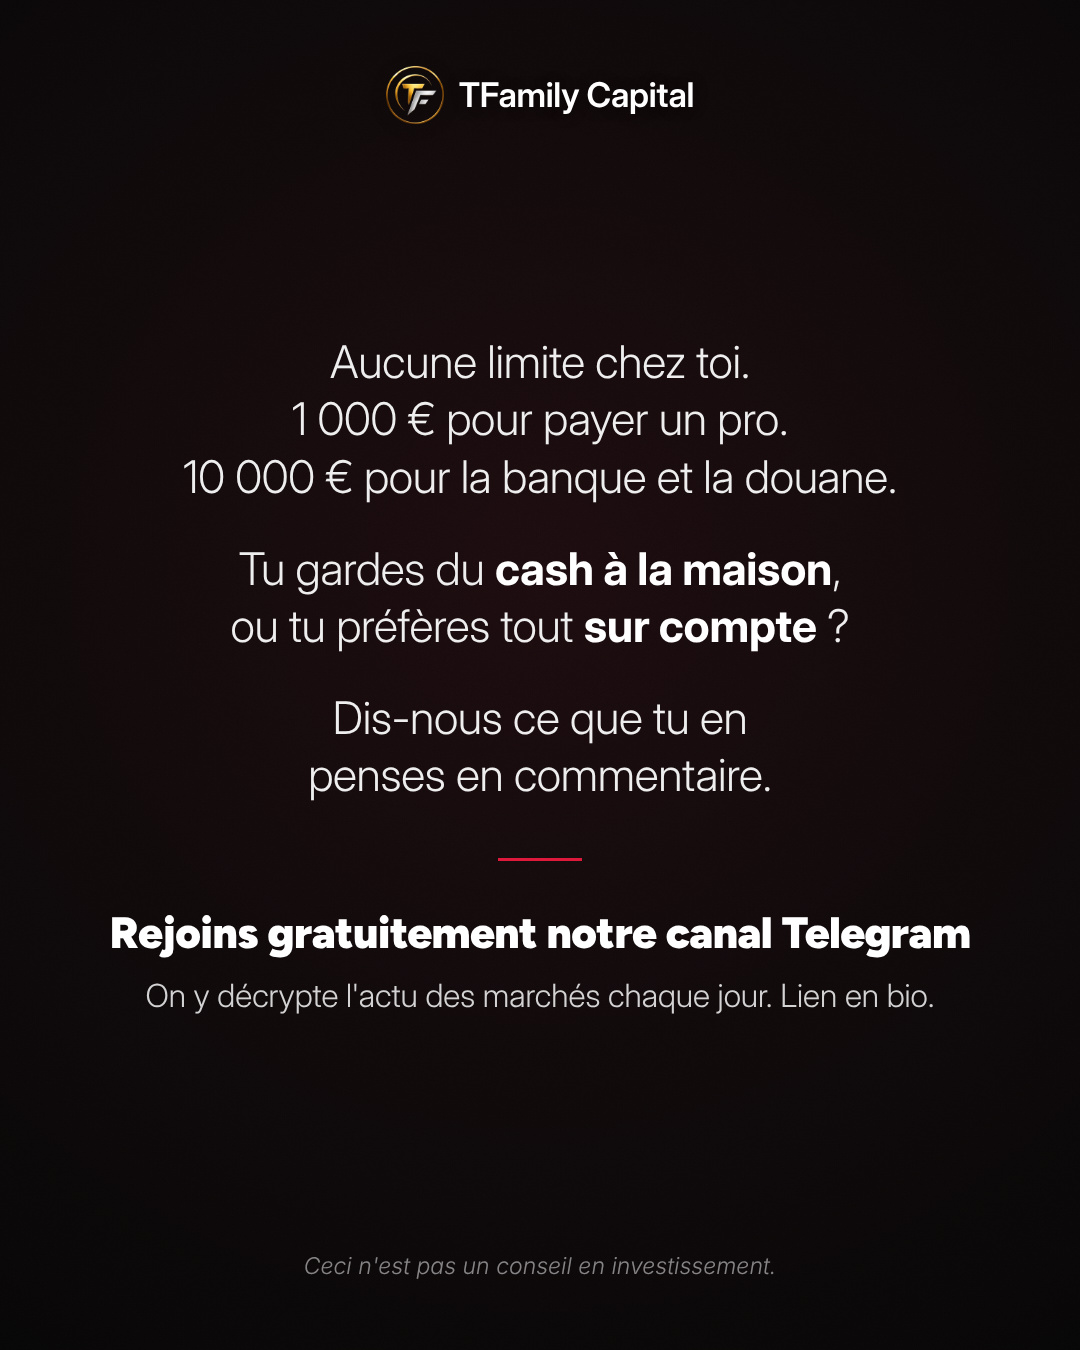 TF TFamily Capital
Aucune limite chez toi.
1 000 € pour payer un pro.
10 000 € pour la banque et la douane.
Tu gardes du cash à la maison,
ou tu préfères tout sur compte ?
Dis-nous ce que tu en
penses en commentaire.
Rejoins gratuitement notre canal Telegram
On y décrypte l'actu des marchés chaque jour. Lien en bio.
Ceci n'est pas un conseil en investissement.